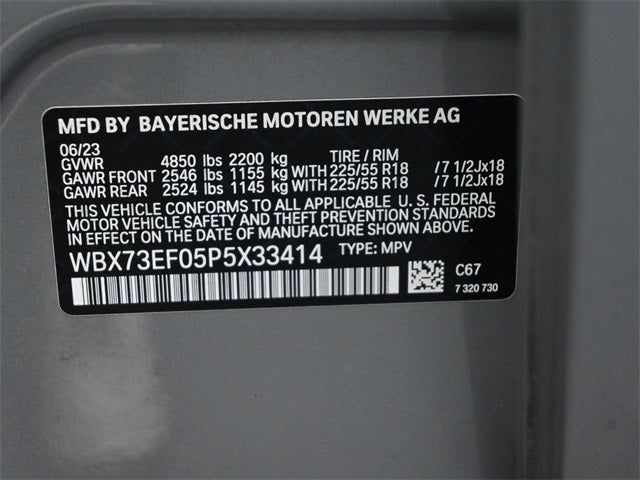 MFD BY BAYERISCHE MOTOREN WERKE AG
06/23
GVWR 4850 lbs 2200 kg TIRE / RIM
GAWR FRONT 2546 lbs 1155 kg WITH 225/55 R18 /7 1/2Jx18
GAWR REAR 2524 lbs 1145 kg WITH 225/55 R18 /7 1/2Jx18
THIS VEHICLE CONFORMS TO ALL APPLICABLE U. S. FEDERAL
MOTOR VEHICLE SAFETY AND THEFT PREVENTION STANDARDS
IN EFFECT ON THE DATE OF MANUFACTURE SHOWN ABOVE.
WBX73EF05P5X33414 TYPE: MPV
C67
7 320 730